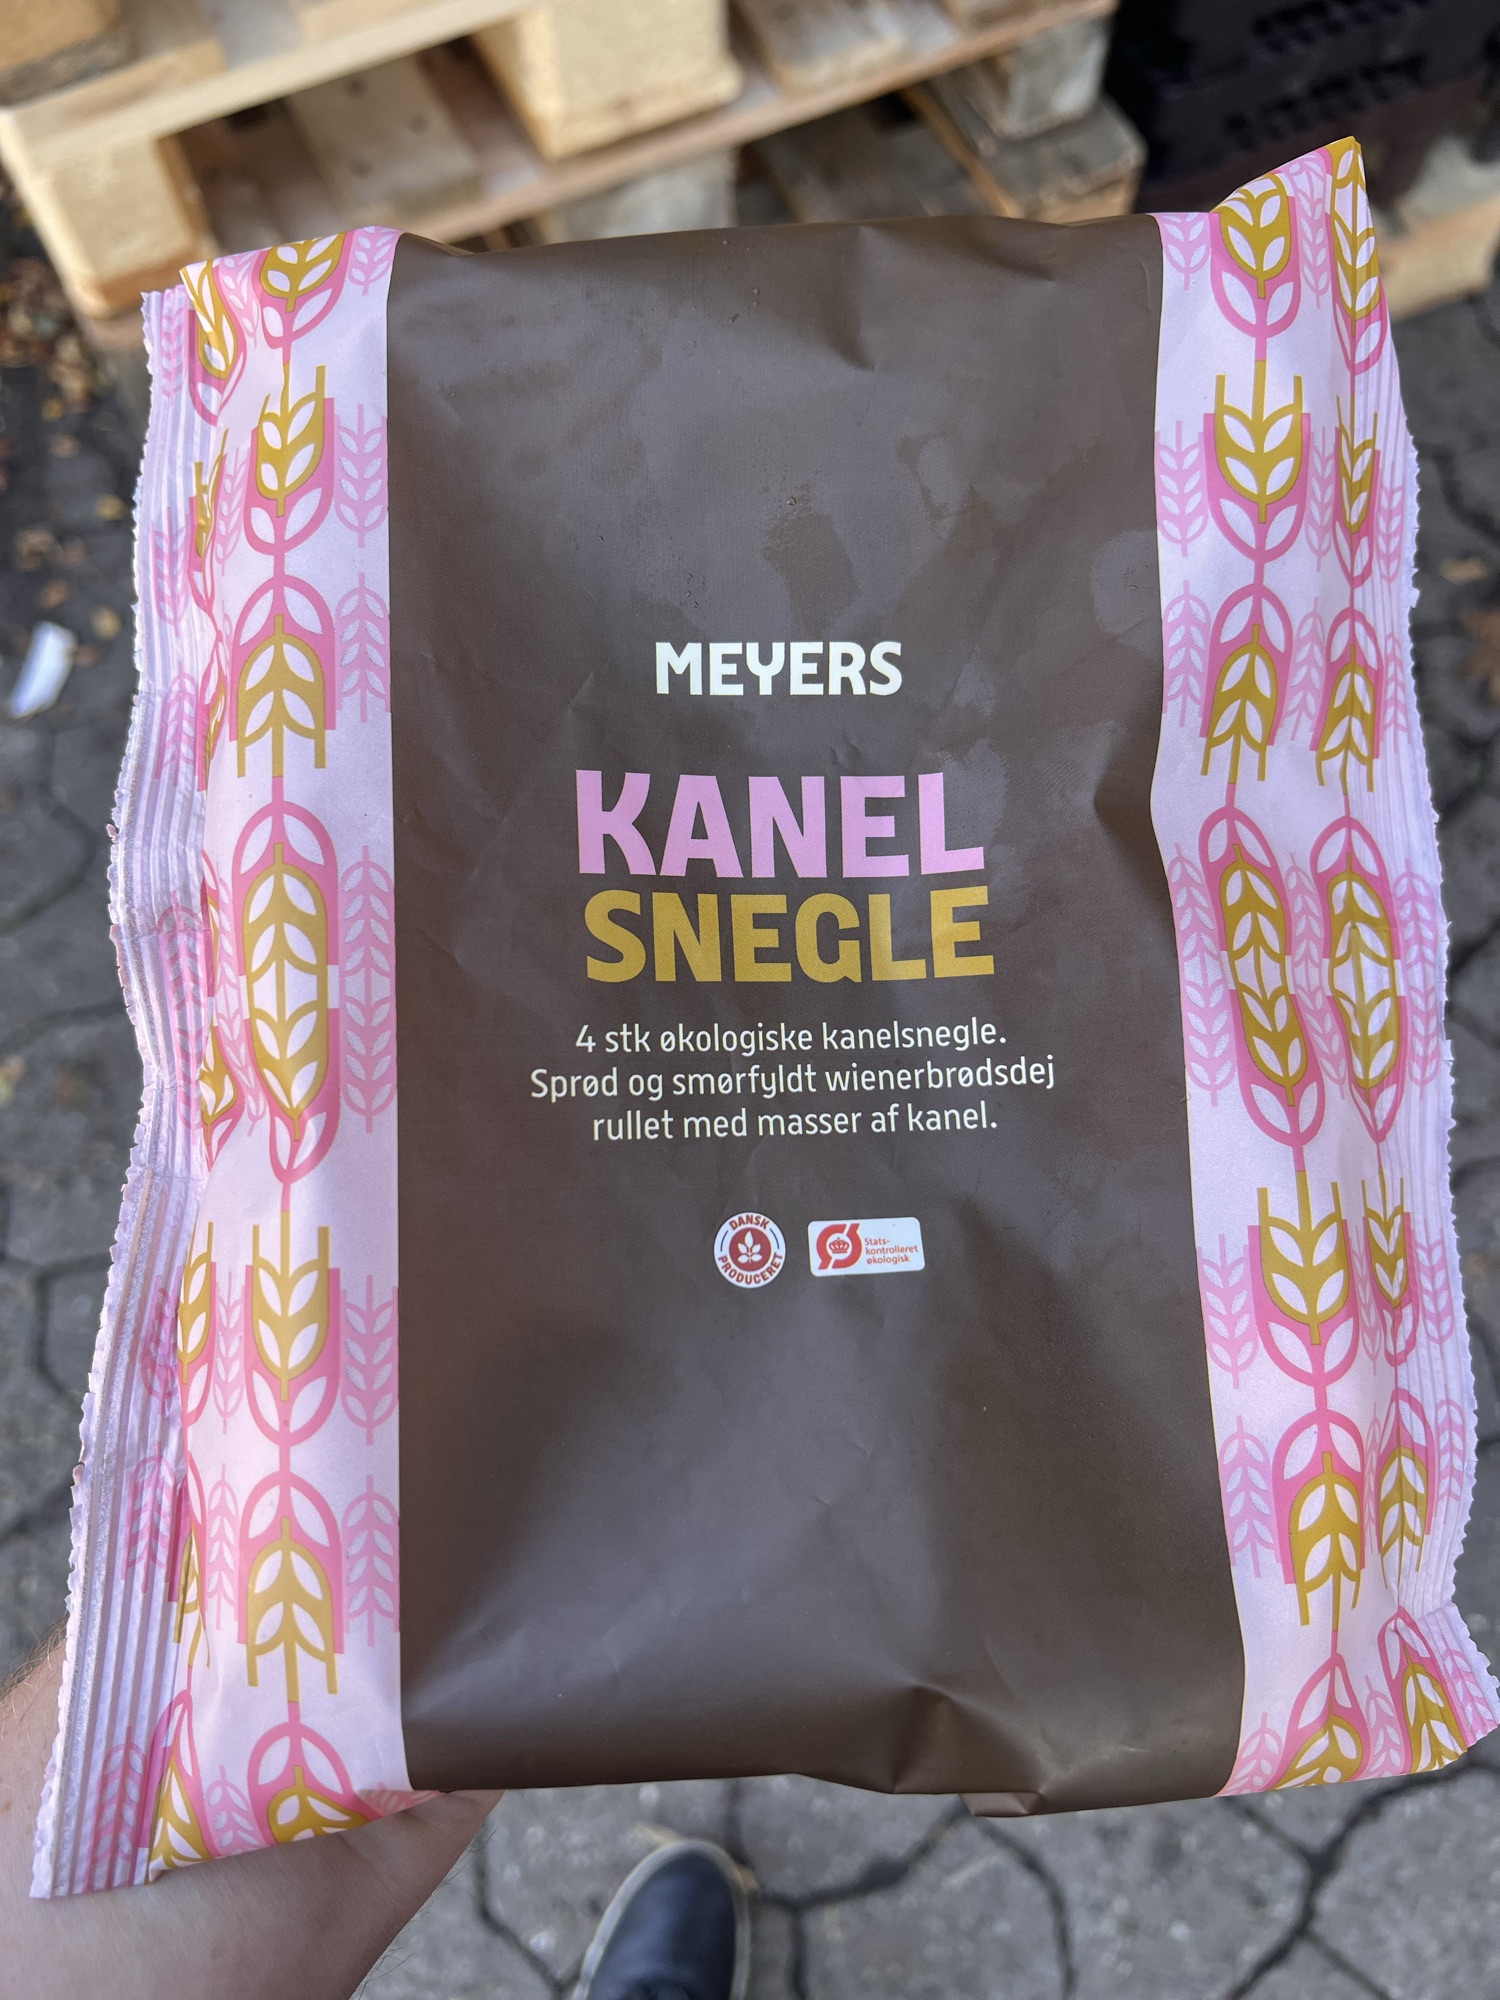 MEYERS
KANEL
SNEGLE
4 stk økologiske kanelsnegle.
Sprød og smørfyldt wienerbrødsdej
rullet med masser af kanel.
DANSK
PRODUCERET
Ø
Stats-
kontrolleret
økologisk